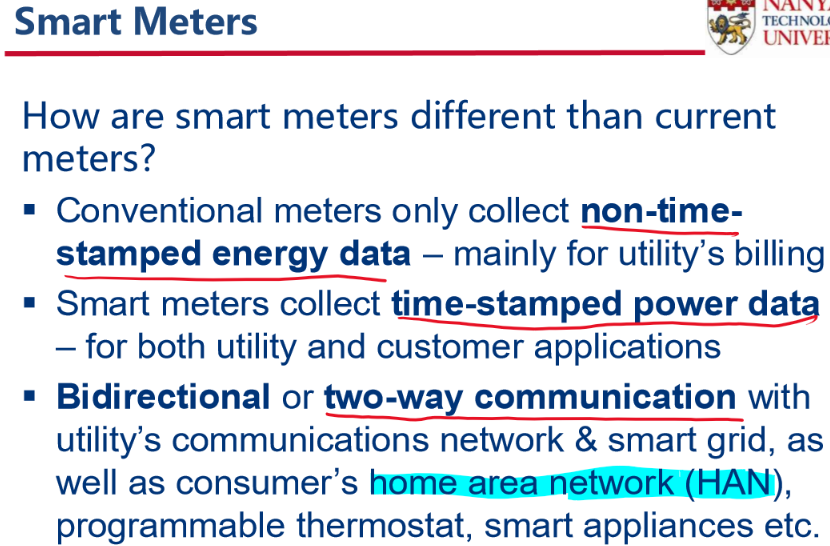 Smart Meters
TECHNOLO
UNIVER
How are smart meters different than current
meters?
▪ Conventional meters only collect non-time-
stamped energy data – mainly for utility's billing
▪ Smart meters collect time-stamped power data
– for both utility and customer applications
▪ Bidirectional or two-way communication with
utility's communications network & smart grid, as
well as consumer's home area network (HAN),
programmable thermostat, smart appliances etc.